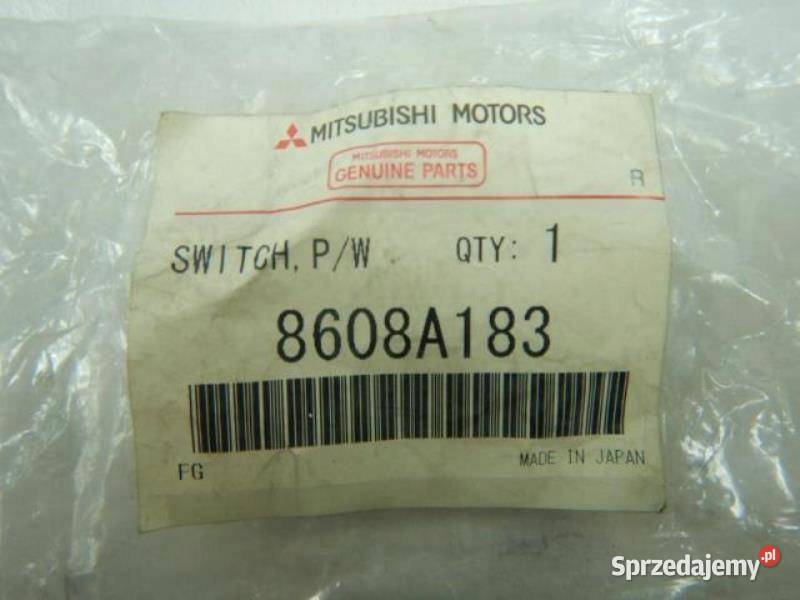 MITSUBISHI MOTORS
MITSUBISHI MOTORS
GENUINE PARTS
R
SWITCH, P/W QTY: 1
8608A183
FG MADE IN JAPAN
Sprzedajemy.pl